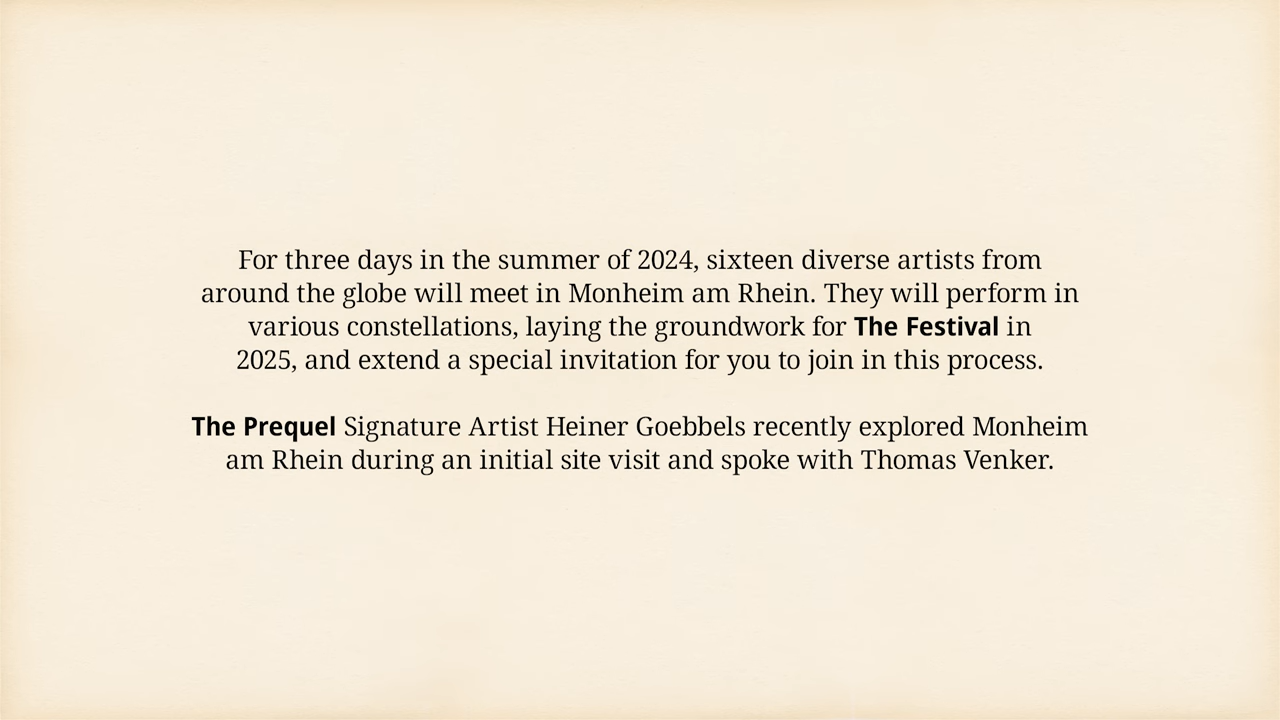 For three days in the summer of 2024, sixteen diverse artists from
around the globe will meet in Monheim am Rhein. They will perform in
various constellations, laying the groundwork for The Festival in
2025, and extend a special invitation for you to join in this process.
The Prequel Signature Artist Heiner Goebbels recently explored Monheim
am Rhein during an initial site visit and spoke with Thomas Venker.